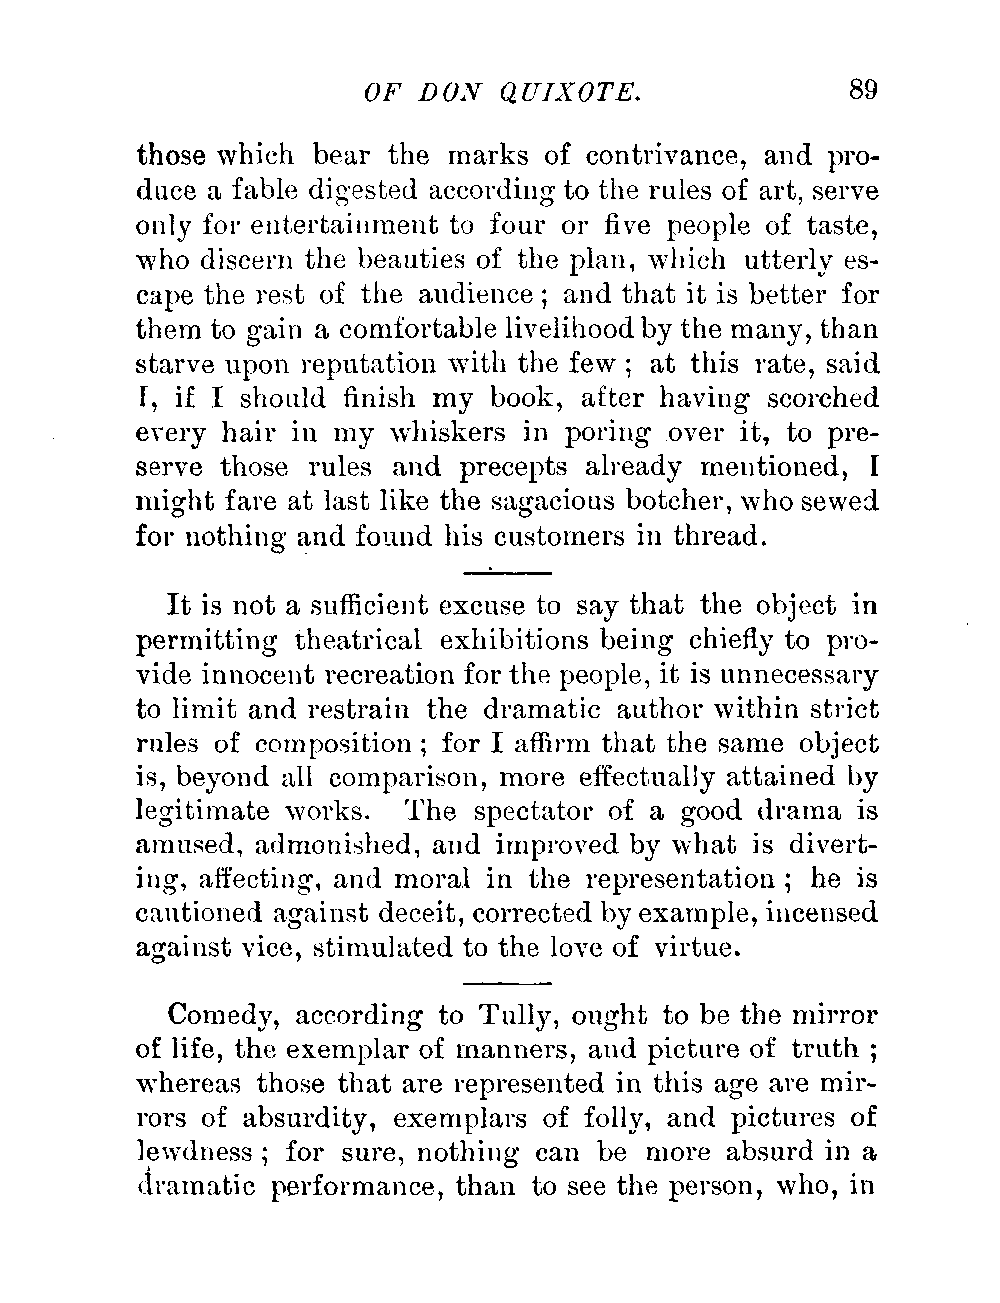 OF DON QUIXOTE. 89
those which bear the marks of contrivance, and pro-
duce a fable digested according to the rules of art, serve
only for entertainment to four or five people of taste,
who discern the beauties of the plan, which utterly es-
cape the rest of the audience; and that it is better for
them to gain a comfortable livelihood by the many, than
starve upon reputation with the few; at this rate, said
I, if I should finish my book, after having scorched
every hair in my whiskers in poring over it, to pre-
serve those rules and precepts already mentioned, I
might fare at last like the sagacious botcher, who sewed
for nothing and found his customers in thread.
It is not a sufficient excuse to say that the object in
permitting theatrical exhibitions being chiefly to pro-
vide innocent recreation for the people, it is unnecessary
to limit and restrain the dramatic author within strict
rules of composition; for I affirm that the same object
is, beyond all comparison, more effectually attained by
legitimate works. The spectator of a good drama is
amused, admonished, and improved by what is divert-
ing, affecting, and moral in the representation; he is
cautioned against deceit, corrected by example, incensed
against vice, stimulated to the love of virtue.
Comedy, according to Tully, ought to be the mirror
of life, the exemplar of manners, and picture of truth;
whereas those that are represented in this age are mir-
rors of absurdity, exemplars of folly, and pictures of
lewdness; for sure, nothing can be more absurd in a
dramatic performance, than to see the person, who, in